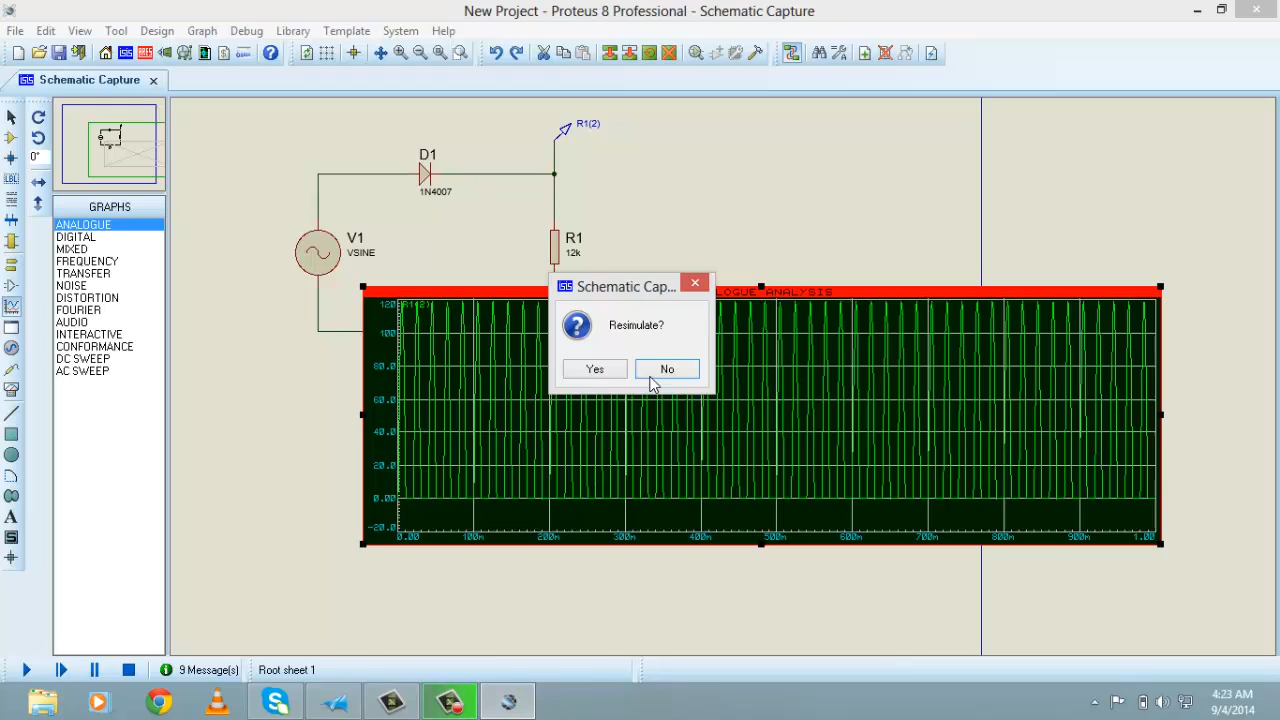 New Project - Proteus 8 Professional - Schematic Capture
File Edit View Tool Design Graph Debug Library Template System Help
Schematic Capture
0°
LBL
GRAPHS
ANALOGUE
DIGITAL
MIXED
FREQUENCY
TRANSFER
NOISE
DISTORTION
FOURIER
AUDIO
INTERACTIVE
CONFORMANCE
DC SWEEP
AC SWEEP
R1(2)
D1
1N4007
V1
VSINE
R1
12k
LOGUE ANALYSIS
R1(2)
120
100
80.0
60.0
40.0
20.0
0.00
-20.0
0.00 100m 200m 300m 400m 500m 600m 700m 800m 900m 1.00
Schematic Cap...
Resimulate?
Yes No
9 Message(s) Root sheet 1
4:23 AM
9/4/2014